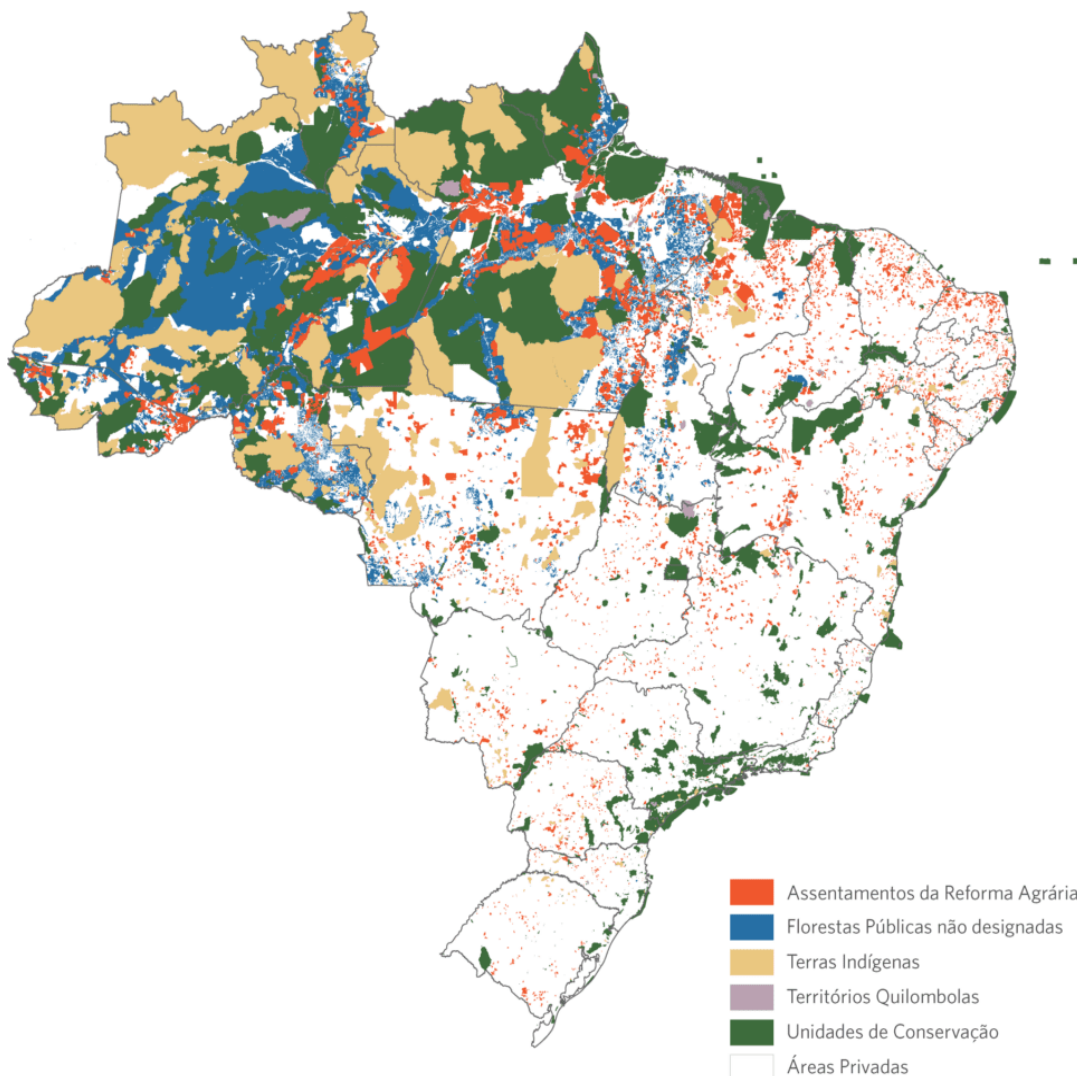 Assentamentos da Reforma Agrária
Florestas Públicas não designadas
Terras Indígenas
Territórios Quilombolas
Unidades de Conservação
Áreas Privadas